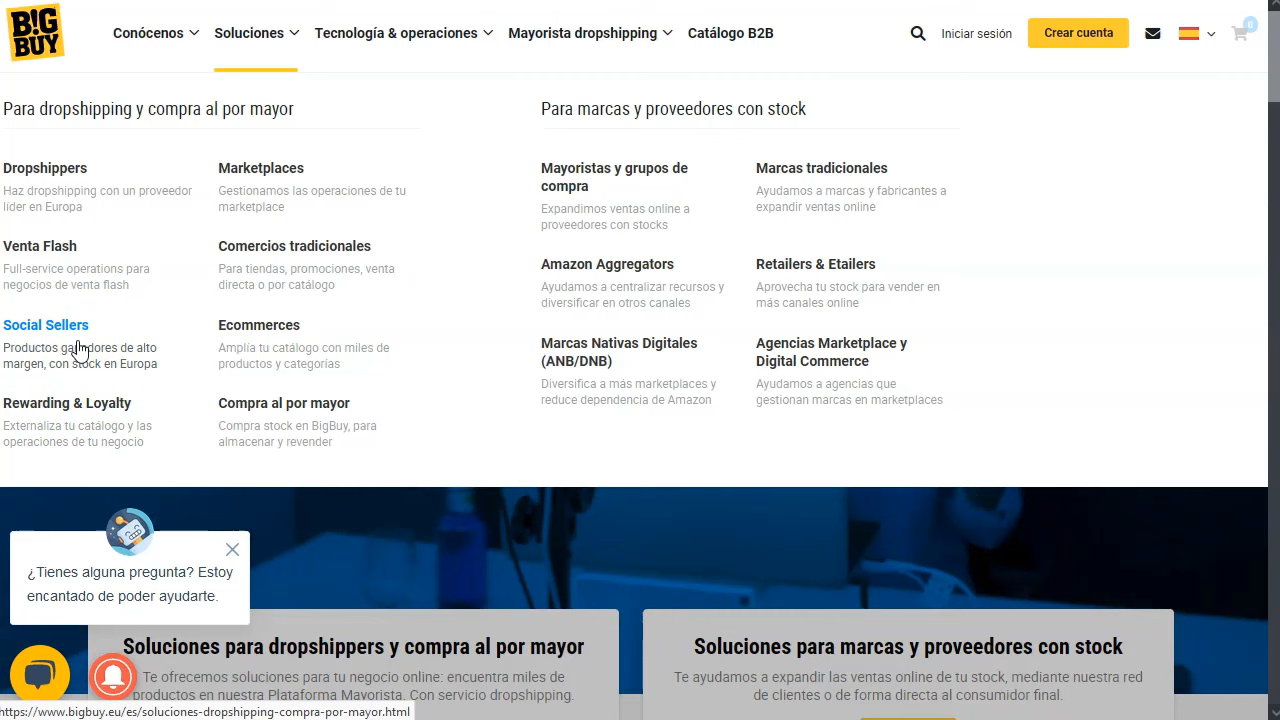 B!G
BUY
Conócenos
Soluciones
Tecnología & operaciones
Mayorista dropshipping
Catálogo B2B
Iniciar sesión
Crear cuenta
0
Para dropshipping y compra al por mayor
Dropshippers
Haz dropshipping con un proveedor
líder en Europa
Marketplaces
Gestionamos las operaciones de tu
marketplace
Venta Flash
Full-service operations para
negocios de venta flash
Comercios tradicionales
Para tiendas, promociones, venta
directa o por catálogo
Social Sellers
Productos ganadores de alto
margen, con stock en Europa
Ecommerces
Amplía tu catálogo con miles de
productos y categorías
Rewarding & Loyalty
Externaliza tu catálogo y las
operaciones de tu negocio
Compra al por mayor
Compra stock en BigBuy, para
almacenar y revender
Para marcas y proveedores con stock
Mayoristas y grupos de
compra
Expandimos ventas online a
proveedores con stocks
Marcas tradicionales
Ayudamos a marcas y fabricantes a
expandir ventas online
Amazon Aggregators
Ayudamos a centralizar recursos y
diversificar en otros canales
Retailers & Etailers
Aprovecha tu stock para vender en
más canales online
Marcas Nativas Digitales
(ANB/DNB)
Diversifica a más marketplaces y
reduce dependencia de Amazon
Agencias Marketplace y
Digital Commerce
Ayudamos a agencias que
gestionan marcas en marketplaces
¿Tienes alguna pregunta? Estoy
encantado de poder ayudarte.
Soluciones para dropshippers y compra al por mayor
Te ofrecemos soluciones para tu negocio online: encuentra miles de
productos en nuestra Plataforma Mayorista. Con servicio dropshipping.
Soluciones para marcas y proveedores con stock
Te ayudamos a expandir las ventas online de tu stock, mediante nuestra red
de clientes o de forma directa al consumidor final.
https://www.bigbuy.eu/es/soluciones-dropshipping-compra-por-mayor.html